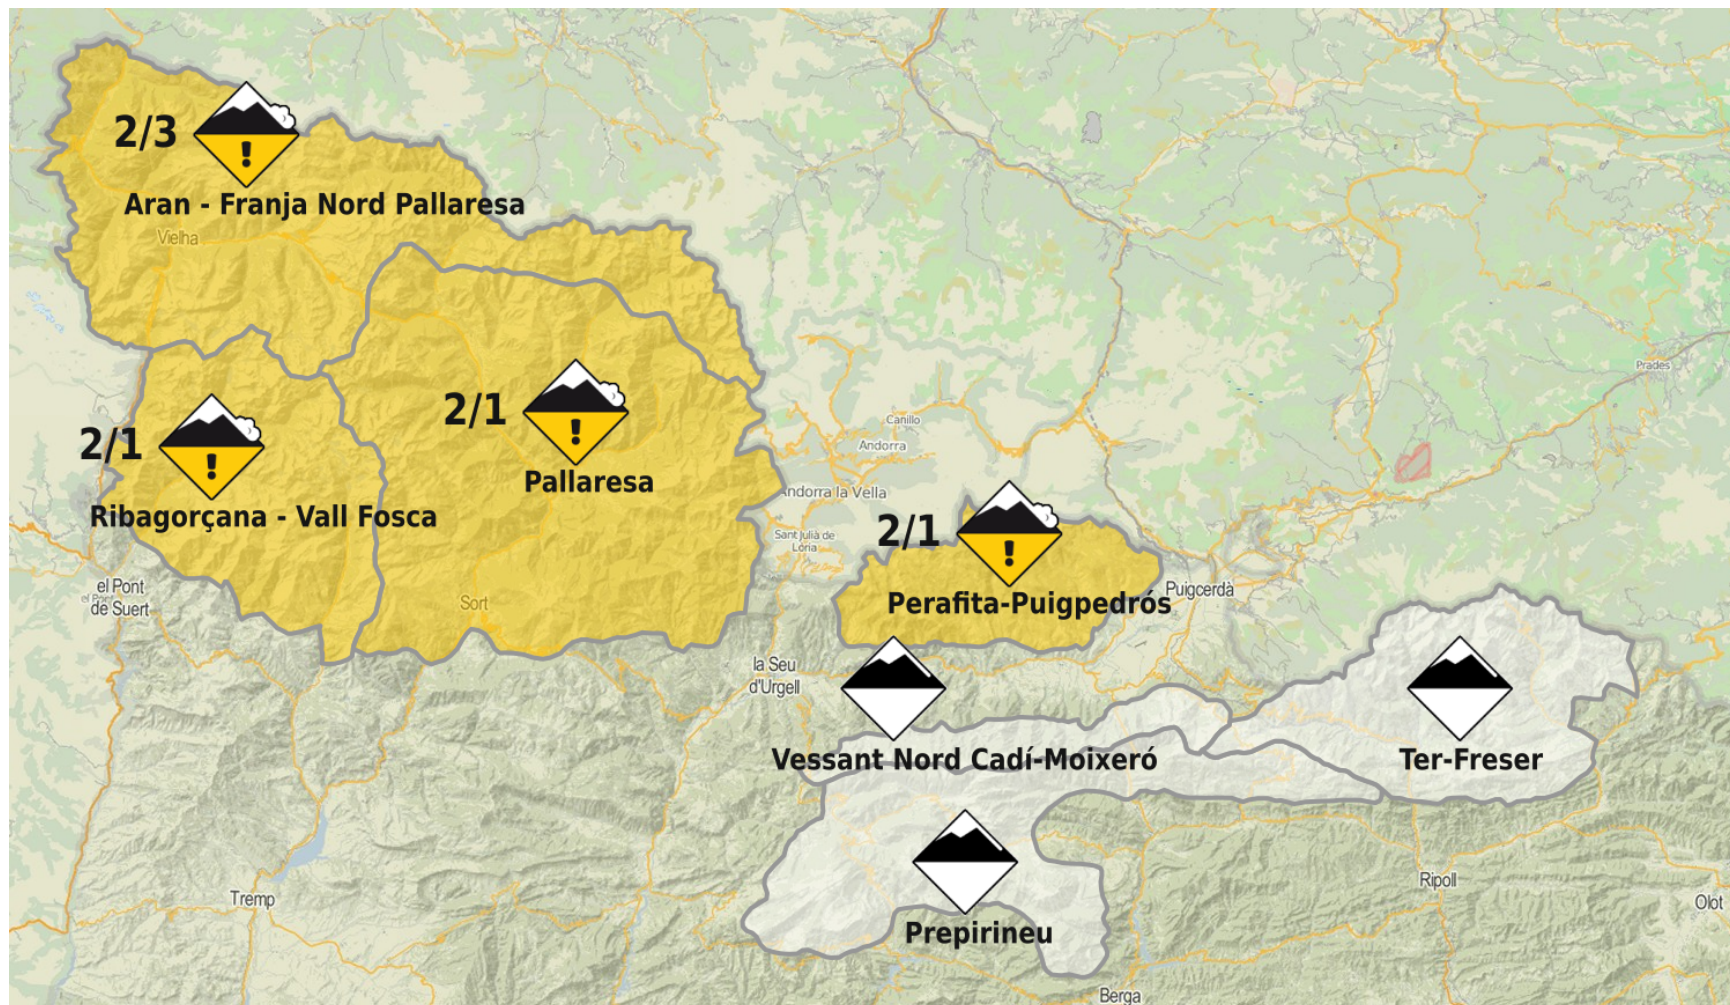 2/3
!
Aran - Franja Nord Pallaresa
Vielha
2/1
!
Pallaresa
2/1
!
Ribagorçana - Vall Fosca
Prades
Canillo
Andorra
Andorra la Vella
2/1
!
Sant Julià de
Lòria
Perafita-Puigpedrós
Puigcerdà
el Pont
de Suert
Sort
la Seu
d'Urgell
Vessant Nord Cadí-Moixeró
Ter-Freser
Prepirineu
Tremp
Ripoll
Olot
Berga